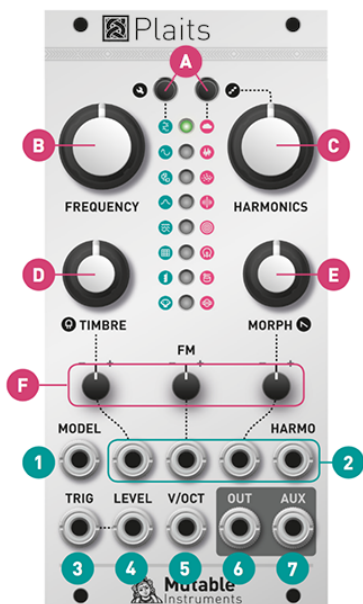 Plaits
A
B
C
FREQUENCY
HARMONICS
D
E
TIMBRE
MORPH
FM
- + - + - +
F
MODEL
HARMO
1
2
TRIG
LEVEL
V/OCT
OUT
AUX
3
4
5
6
7
Mutable
Instruments